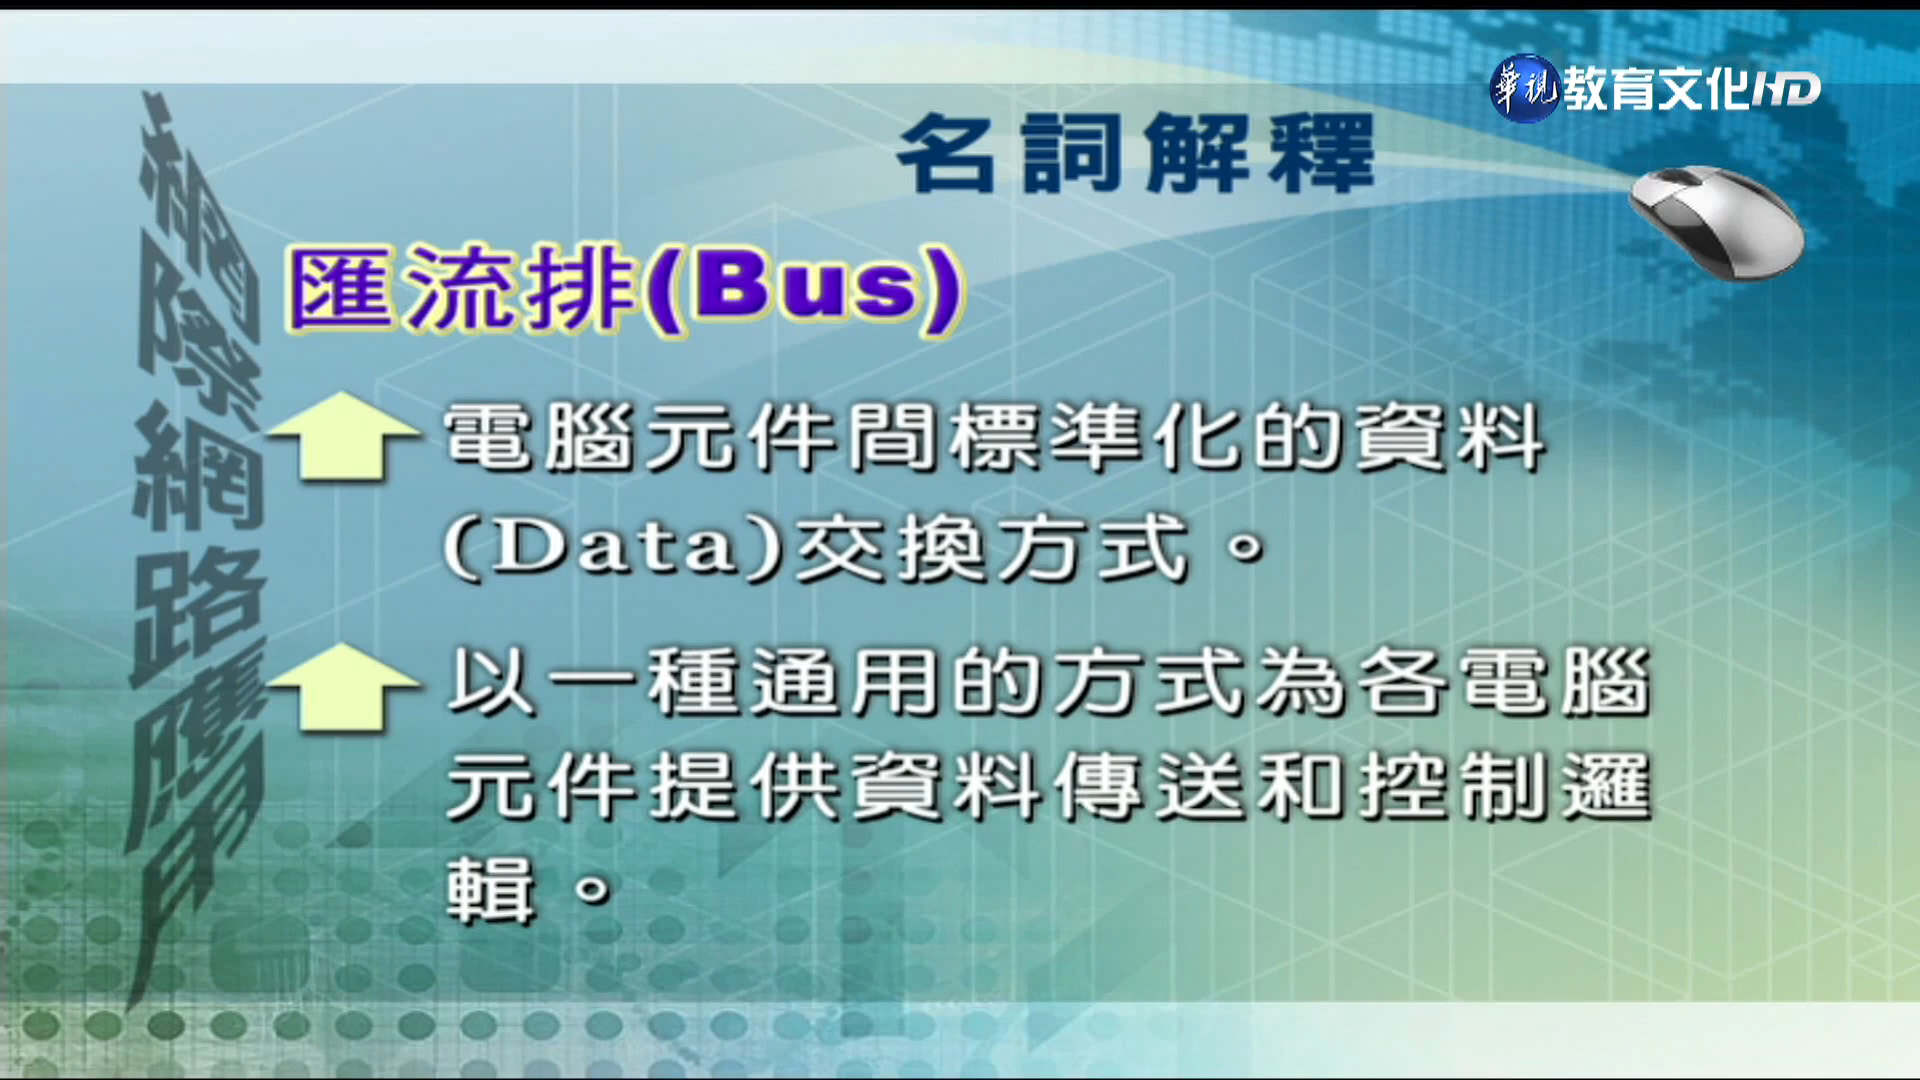 華視 教育文化HD
名詞解釋
網際網路應用
匯流排(Bus)
電腦元件間標準化的資料
(Data)交換方式。
以一種通用的方式為各電腦
元件提供資料傳送和控制邏
輯。